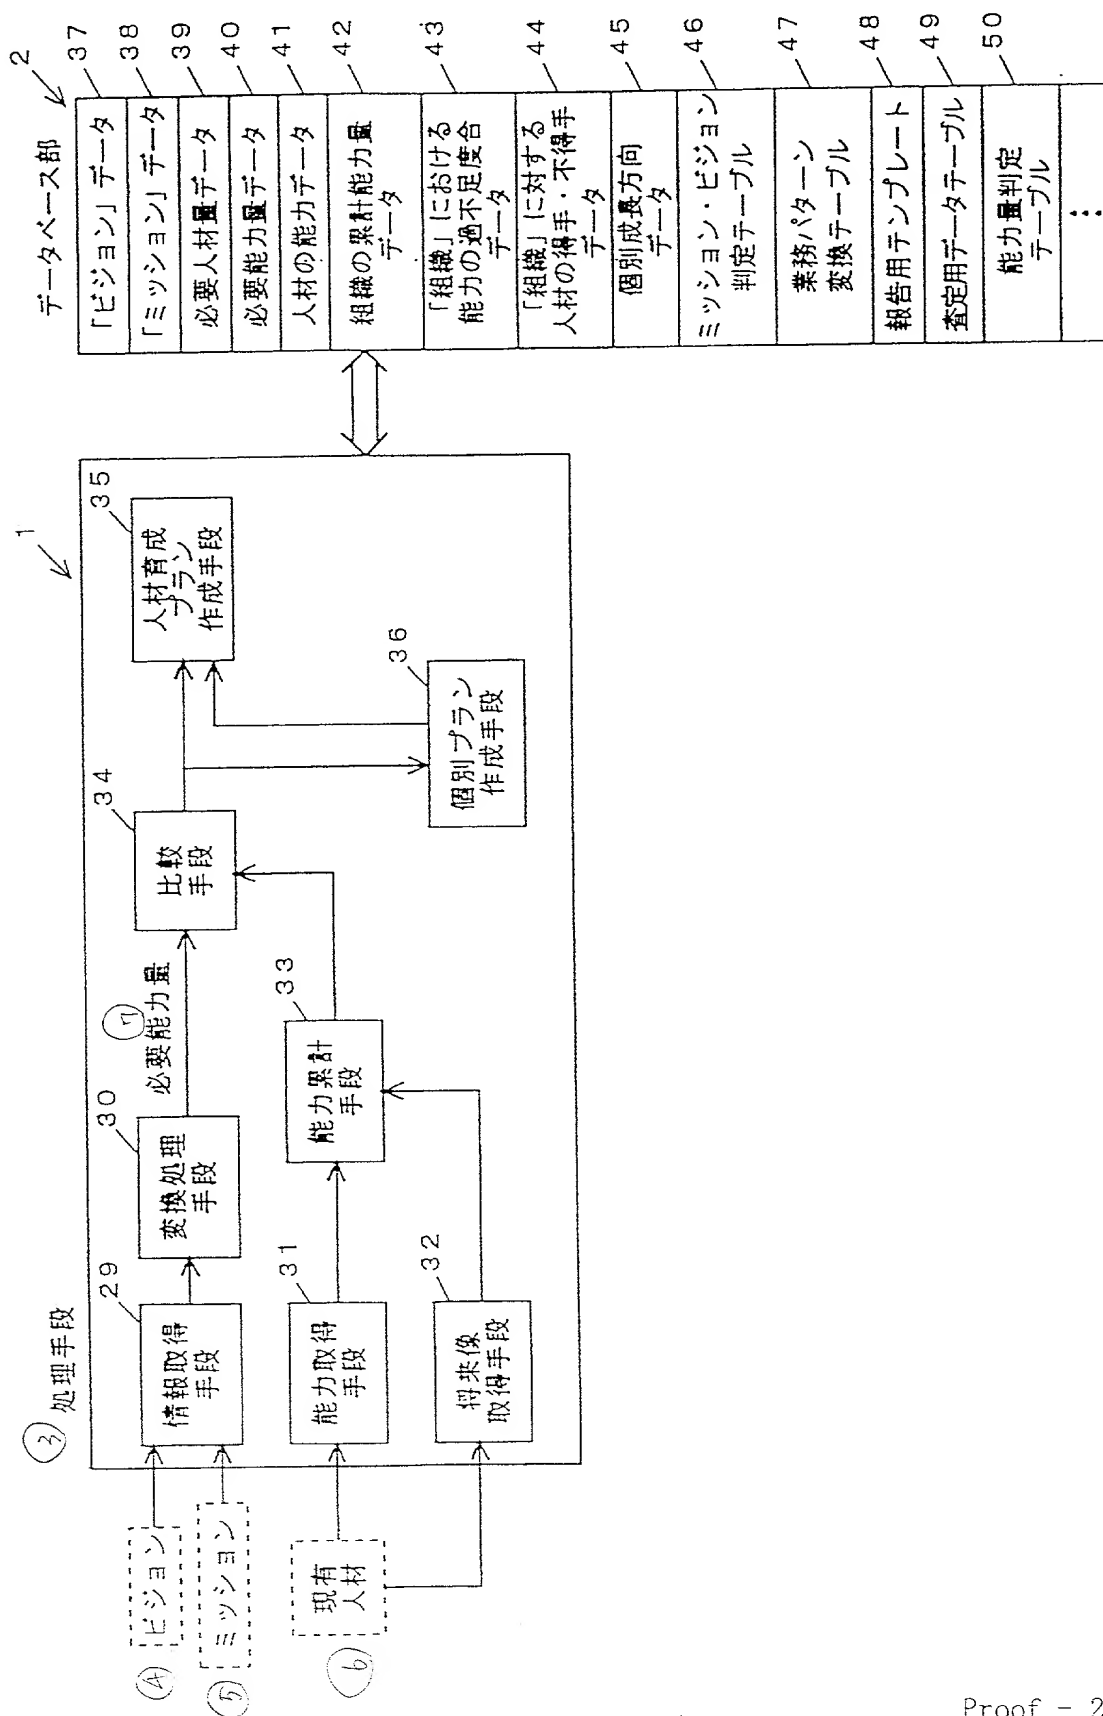 ③ 処理手段
1
④ ビジョン
⑤ ミッション
⑥ 現有
人材
29
情報取得
手段
30
変換処理
手段
⑦
必要能力量
31
能力取得
手段
32
将来像
取得手段
33
能力累計
手段
34
比較
手段
35
人材育成
プラン
作成手段
36
個別プラン
作成手段
データベース部
2
「ビジョン」データ 37
「ミッション」データ 38
必要人材量データ 39
必要能力量データ 40
人材の能力データ 41
組織の累計能力量
データ
42
「組織」における
能力の過不足度合
データ
43
「組織」に対する
人材の得手・不得手
データ
44
個別成長方向
データ
45
ミッション・ビジョン
判定テーブル
46
業務パターン
変換テーブル
47
報告用テンプレート 48
査定用データテーブル 49
能力量判定
テーブル
50
⋮
Proof - 2